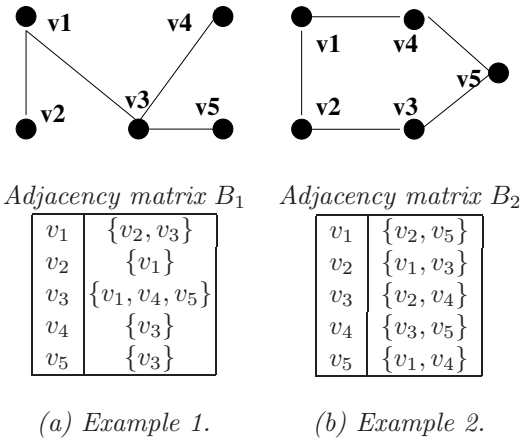 v1 v4
v2 v3 v5
v1 v4
v5
v2 v3
Adjacency matrix B₁
v₁ {v₂, v₃}
v₂ {v₁}
v₃ {v₁, v₄, v₅}
v₄ {v₃}
v₅ {v₃}
(a) Example 1.
Adjacency matrix B₂
v₁ {v₂, v₅}
v₂ {v₁, v₃}
v₃ {v₂, v₄}
v₄ {v₃, v₅}
v₅ {v₁, v₄}
(b) Example 2.